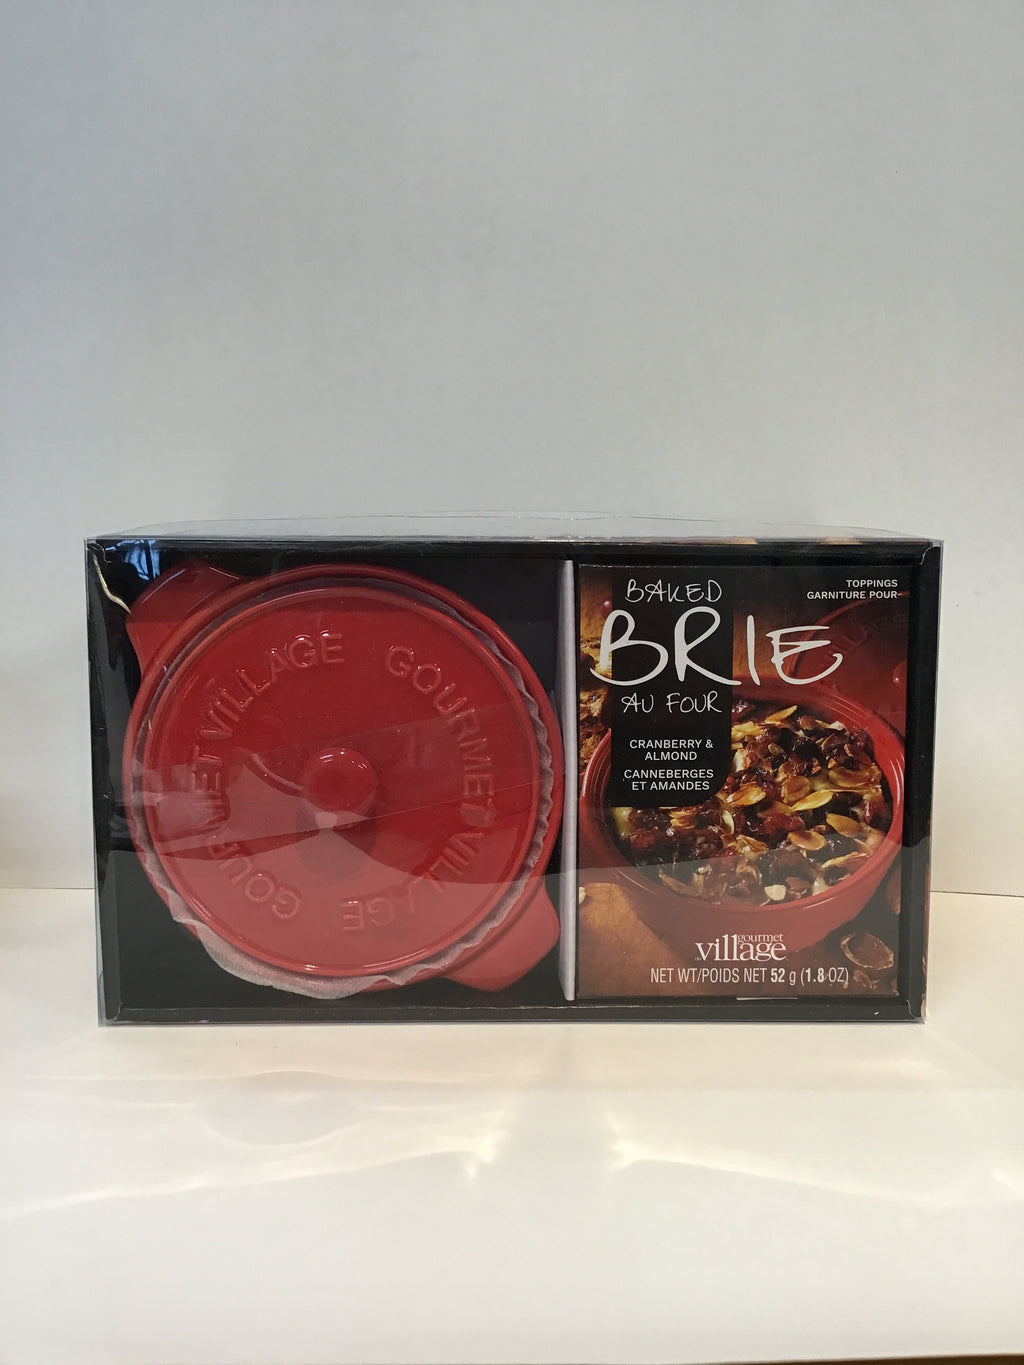 GOURMET VILLAGE
GOURMET VILLAGE
BAKED
BRIE
AU FOUR
TOPPINGS
GARNITURE POUR
CRANBERRY &
ALMOND
CANNEBERGES
ET AMANDES
gourmet
village
NET WT/POIDS NET 52 g (1.8 OZ)